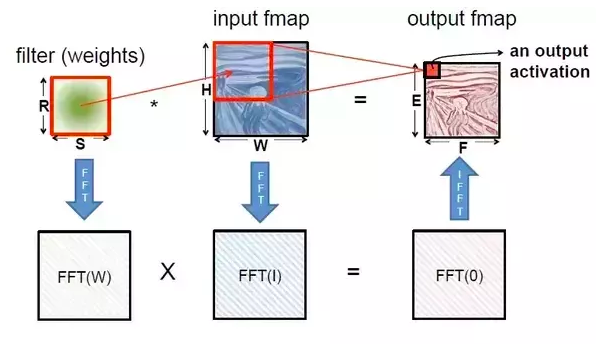 input fmap
output fmap
filter (weights)
an output
activation
R
H
E
*
=
S
W
F
FFT
FFT
IFFT
FFT(W)
X
FFT(I)
=
FFT(0)